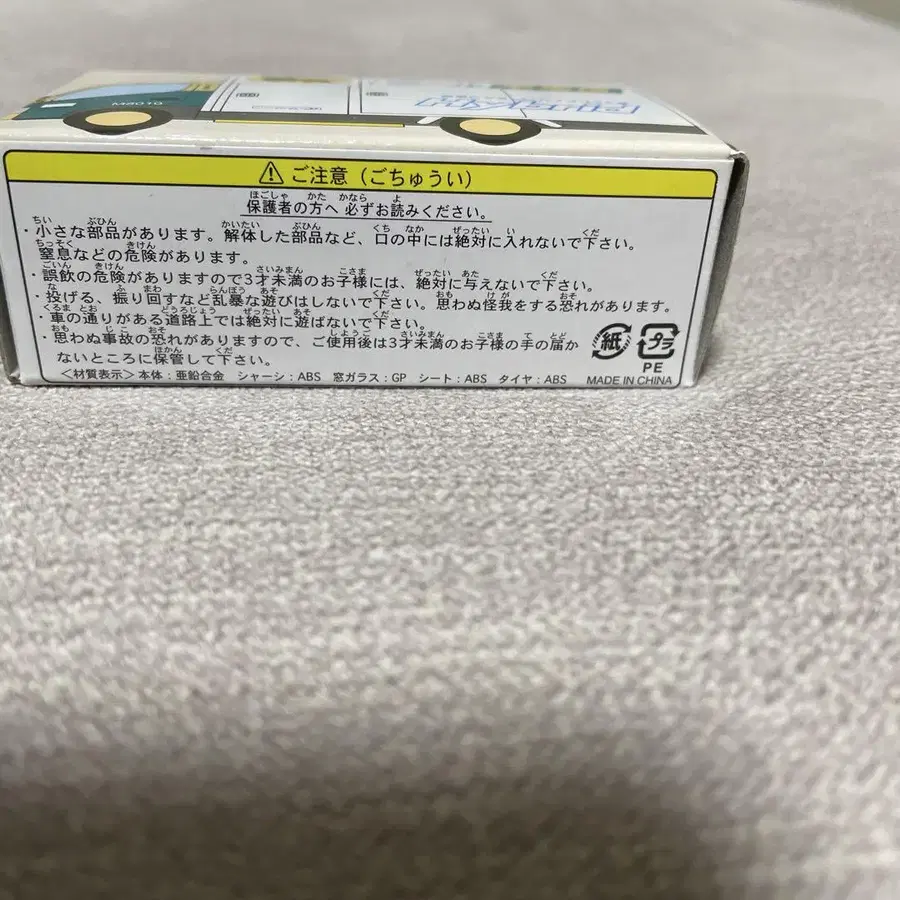 M8010
⚠ ご注意（ごちゅうい）
保護者の方へ 必ずお読みください。
・小さな部品があります。解体した部品など、口の中には絶対に入れないで下さい。
窒息などの危険があります。
・誤飲の危険がありますので3才未満のお子様には、絶対に与えないで下さい。
・投げる、振り回すなど乱暴な遊びはしないで下さい。思わぬ怪我をする恐れがあります。
・車の通りがある道路上では絶対に遊ばないで下さい。
・思わぬ事故の恐れがありますので、ご使用後は3才未満のお子様の手の届か
ないところに保管して下さい。
紙 プラ
PE
＜材質表示＞本体：亜鉛合金 シャーシ：ABS 窓ガラス：GP シート：ABS タイヤ：ABS MADE IN CHINA